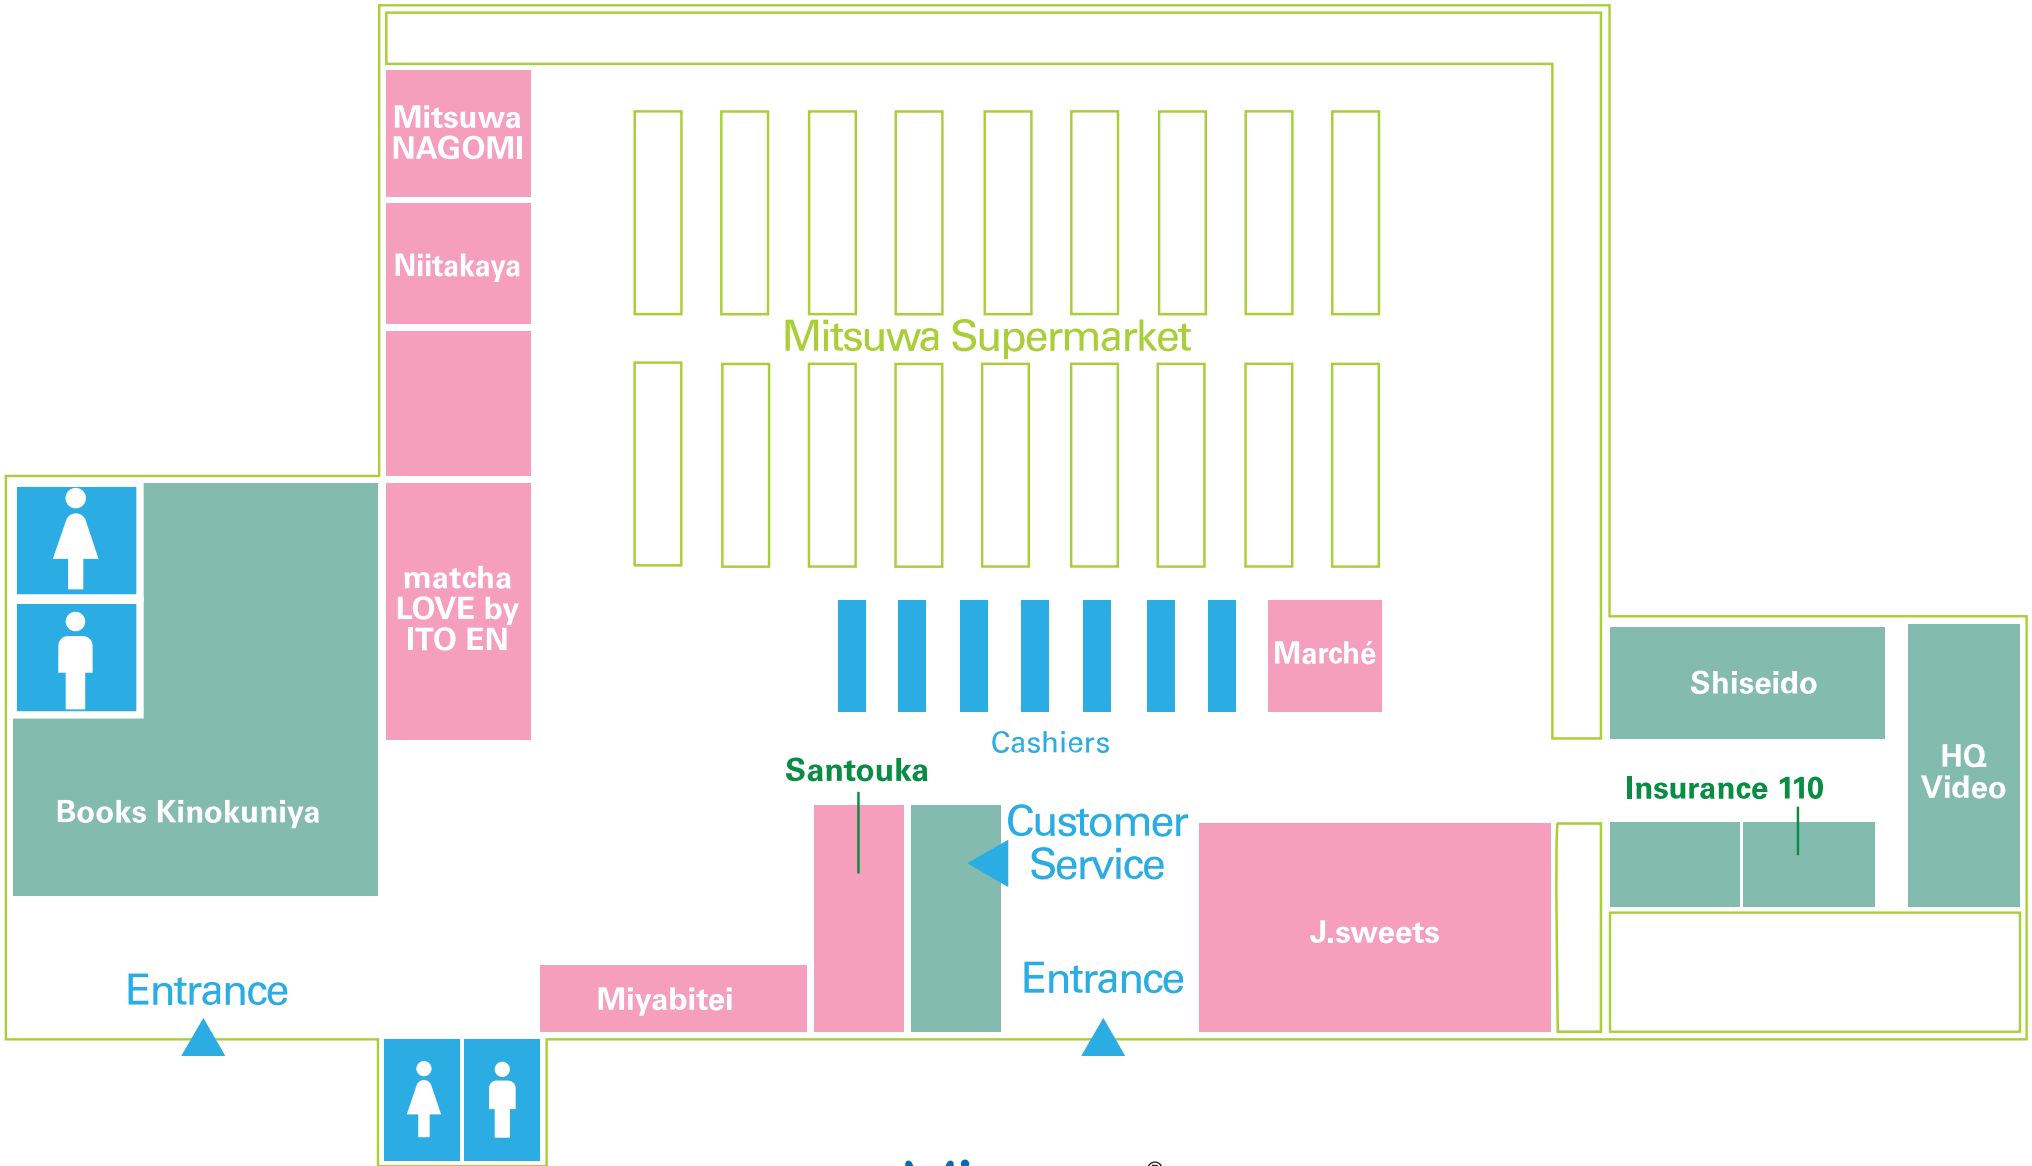 Mitsuwa
NAGOMI
Niitakaya
Mitsuwa Supermarket
matcha
LOVE by
ITO EN
Marché
Shiseido
Cashiers
HQ
Video
Santouka
Insurance 110
Books Kinokuniya
Customer
Service
J.sweets
Entrance
Miyabitei
Entrance
®